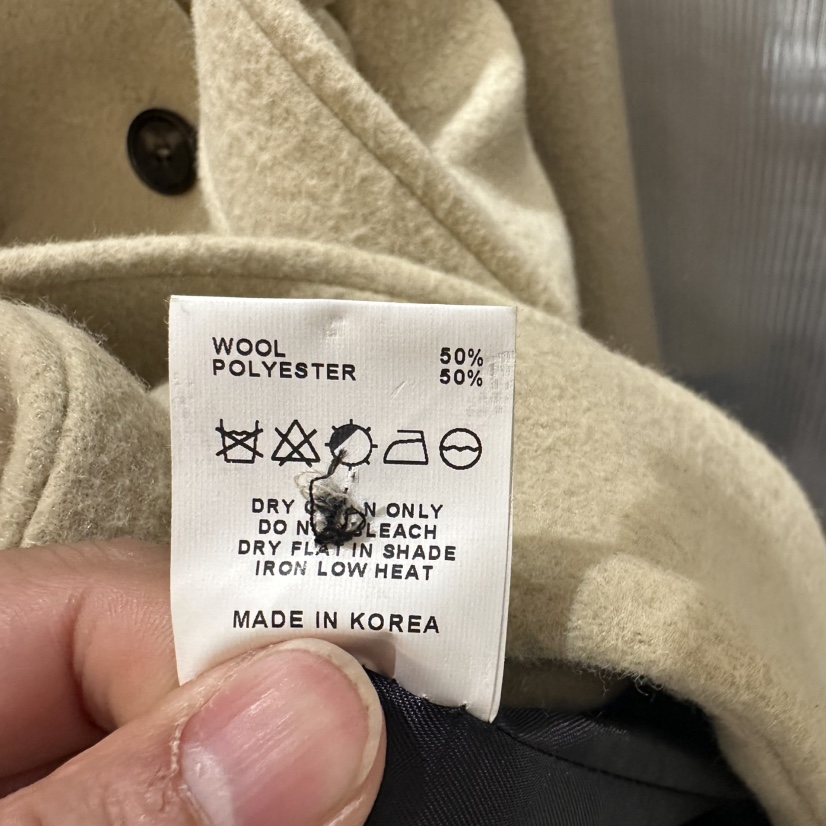 WOOL 50%
POLYESTER 50%
DRY N ONLY
DO BLEACH
DRY FLAT IN SHADE
IRON LOW HEAT
MADE IN KOREA